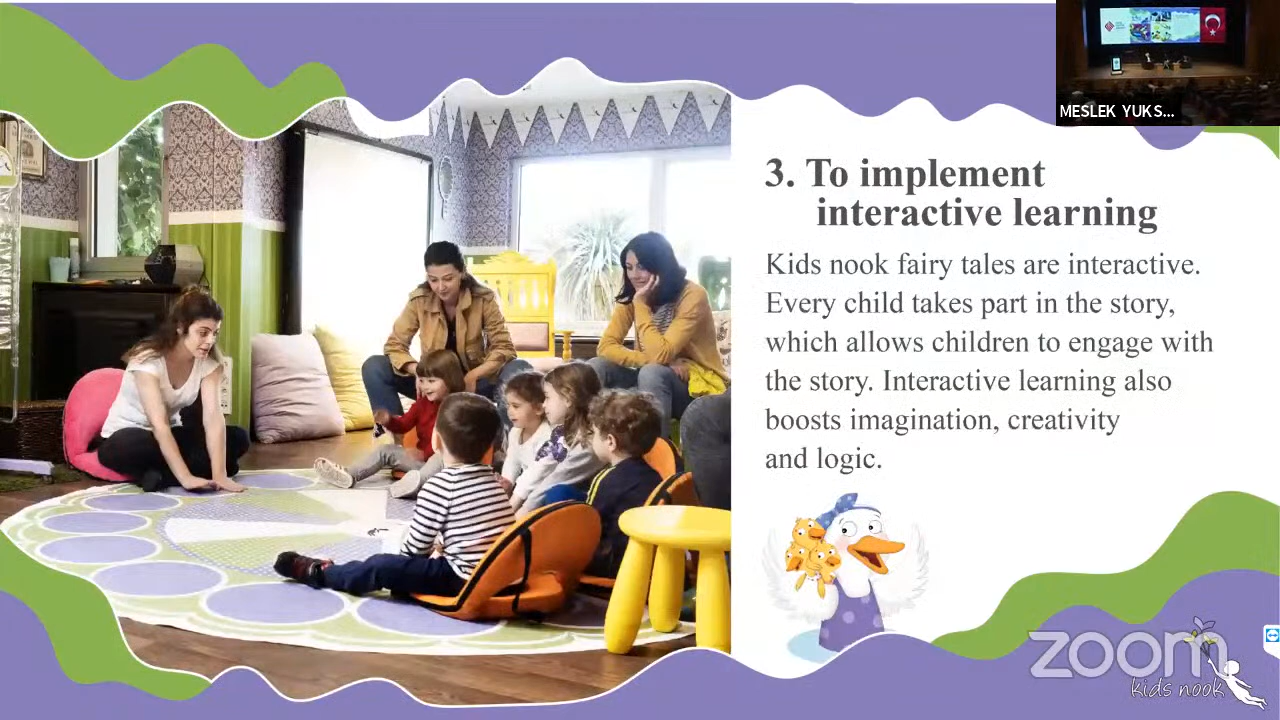 MESLEK YUKS...
3. To implement
interactive learning
Kids nook fairy tales are interactive.
Every child takes part in the story,
which allows children to engage with
the story. Interactive learning also
boosts imagination, creativity
and logic.
zoom
kids nook